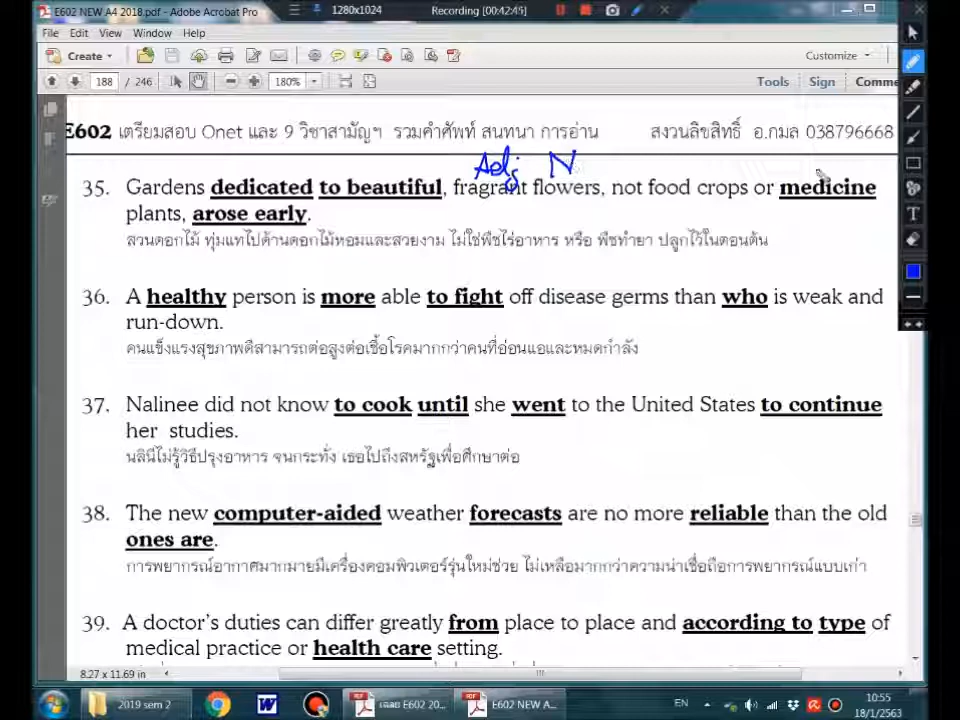 E602 NEW A4 2018.pdf - Adobe Acrobat Pro
1280x1024
Recording [00:42:45]
File Edit View Window Help
Create
Customize
188 / 246
180%
Tools Sign Comme
E602 เตรียมสอบ Onet และ 9 วิชาสามัญฯ รวมคำศัพท์ สนทนา การอ่าน สงวนลิขสิทธิ์ อ.กมล 038796668
Adj N
35. Gardens dedicated to beautiful, fragrant flowers, not food crops or medicine
plants, arose early.
สวนดอกไม้ ทุ่มแทไปด้านดอกไม้หอมและสวยงาม ไม่ใช่พืชไร่อาหาร หรือ พืชทำยา ปลูกไว้ในตอนต้น
36. A healthy person is more able to fight off disease germs than who is weak and
run-down.
คนแข็งแรงสุขภาพดีสามารถต่อสู้งต่อเชื้อโรคมากกว่าคนที่อ่อนแอและหมดกำลัง
37. Nalinee did not know to cook until she went to the United States to continue
her studies.
นลินีไม่รู้วิธีปรุงอาหาร จนกระทั่ง เธอไปถึงสหรัฐเพื่อศึกษาต่อ
38. The new computer-aided weather forecasts are no more reliable than the old
ones are.
การพยากรณ์อากาศมากมายมีเครื่องคอมพิวเตอร์รุ่นใหม่ช่วย ไม่เหลือมากกว่าความน่าเชื่อถือการพยากรณ์แบบเก่า
39. A doctor's duties can differ greatly from place to place and according to type of
medical practice or health care setting.
8.27 x 11.69 in
2019 sem 2
เฉลย E602 20...
E602 NEW A...
EN
10:55
18/1/2563